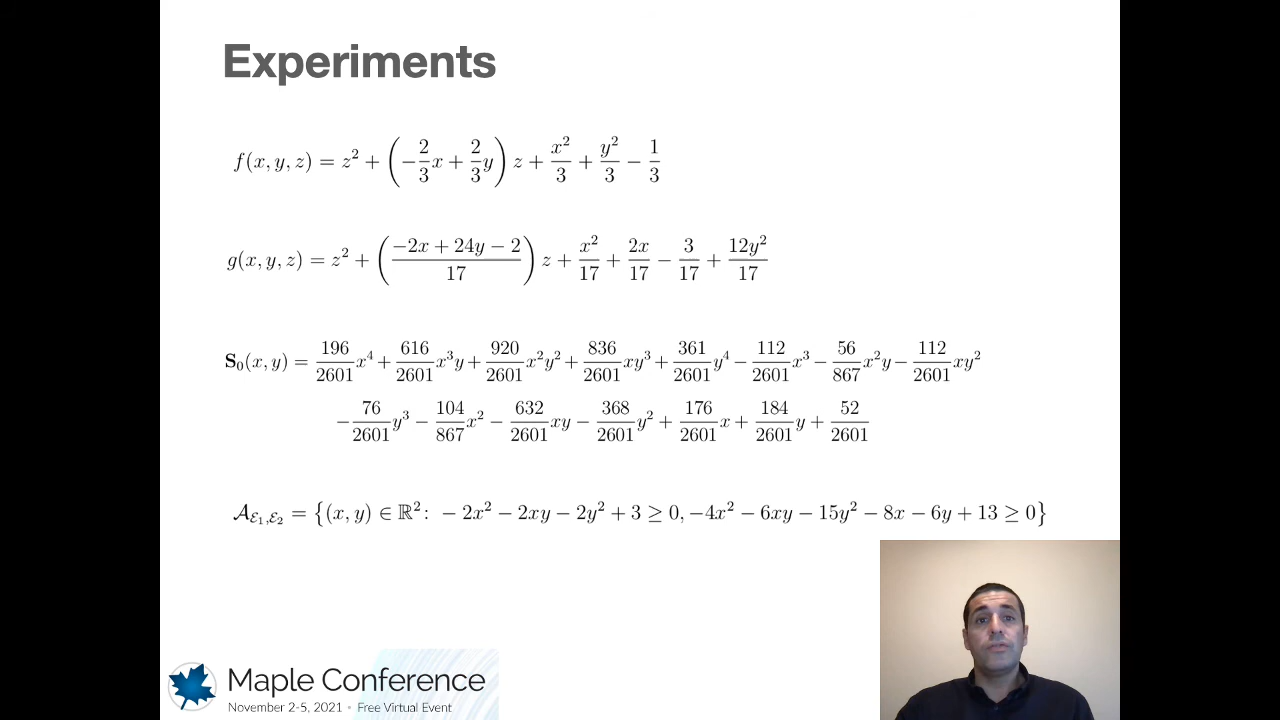 Experiments
f(x, y, z) = z² + (−2/3 x + 2/3 y) z + x²/3 + y²/3 − 1/3
g(x, y, z) = z² + ((−2x + 24y − 2)/17) z + x²/17 + 2x/17 − 3/17 + 12y²/17
S₀(x, y) = 196/2601 x⁴ + 616/2601 x³y + 920/2601 x²y² + 836/2601 xy³ + 361/2601 y⁴ − 112/2601 x³ − 56/867 x²y − 112/2601 xy²
− 76/2601 y³ − 104/867 x² − 632/2601 xy − 368/2601 y² + 176/2601 x + 184/2601 y + 52/2601
𝒜_{ℰ₁,ℰ₂} = {(x, y) ∈ ℝ² : − 2x² − 2xy − 2y² + 3 ≥ 0, −4x² − 6xy − 15y² − 8x − 6y + 13 ≥ 0}
Maple Conference
November 2-5, 2021 • Free Virtual Event